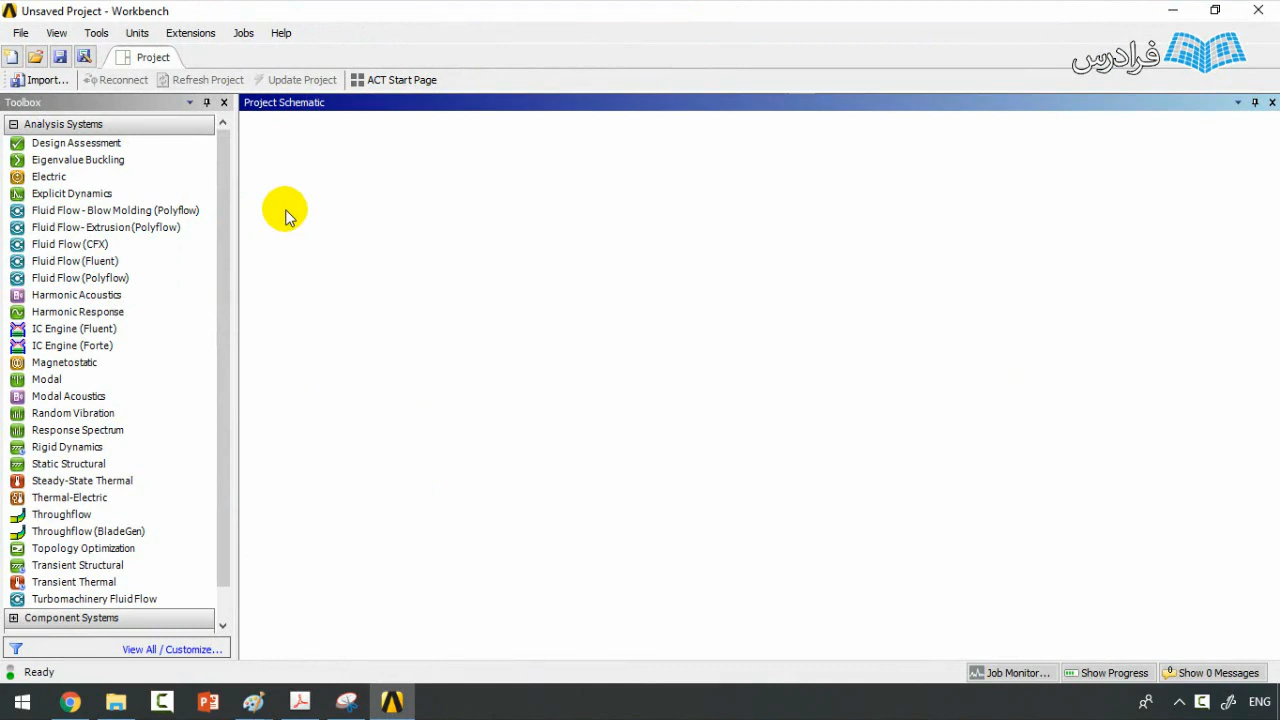 Unsaved Project - Workbench
File View Tools Units Extensions Jobs Help
Project
فرادرس
Import... Reconnect Refresh Project Update Project ACT Start Page
Toolbox
Project Schematic
Analysis Systems
Design Assessment
Eigenvalue Buckling
Electric
Explicit Dynamics
Fluid Flow - Blow Molding (Polyflow)
Fluid Flow- Extrusion (Polyflow)
Fluid Flow (CFX)
Fluid Flow (Fluent)
Fluid Flow (Polyflow)
Harmonic Acoustics
Harmonic Response
IC Engine (Fluent)
IC Engine (Forte)
Magnetostatic
Modal
Modal Acoustics
Random Vibration
Response Spectrum
Rigid Dynamics
Static Structural
Steady-State Thermal
Thermal-Electric
Throughflow
Throughflow (BladeGen)
Topology Optimization
Transient Structural
Transient Thermal
Turbomachinery Fluid Flow
Component Systems
View All / Customize...
Ready
Job Monitor... Show Progress Show 0 Messages
ENG